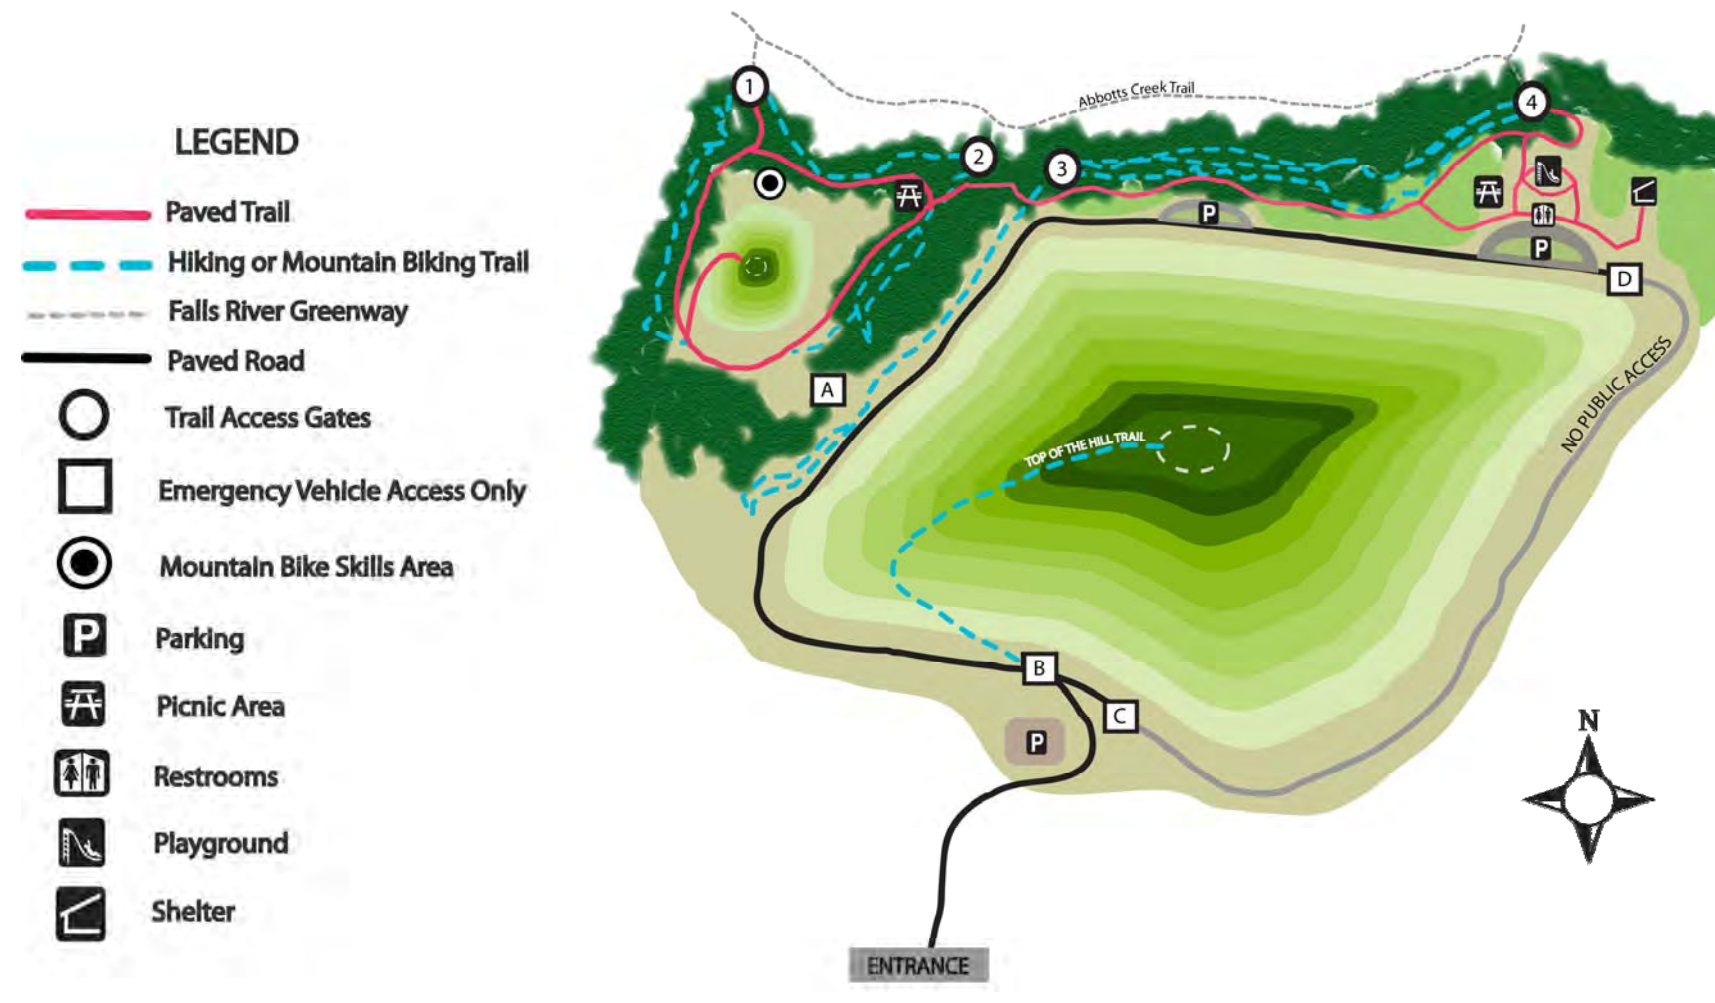 LEGEND
Paved Trail
Hiking or Mountain Biking Trail
Falls River Greenway
Paved Road
Trail Access Gates
Emergency Vehicle Access Only
Mountain Bike Skills Area
P
Parking
Picnic Area
Restrooms
Playground
Shelter
Abbotts Creek Trail
1
2
3
4
P
P
D
A
NO PUBLIC ACCESS
TOP OF THE HILL TRAIL
B
C
P
N
ENTRANCE